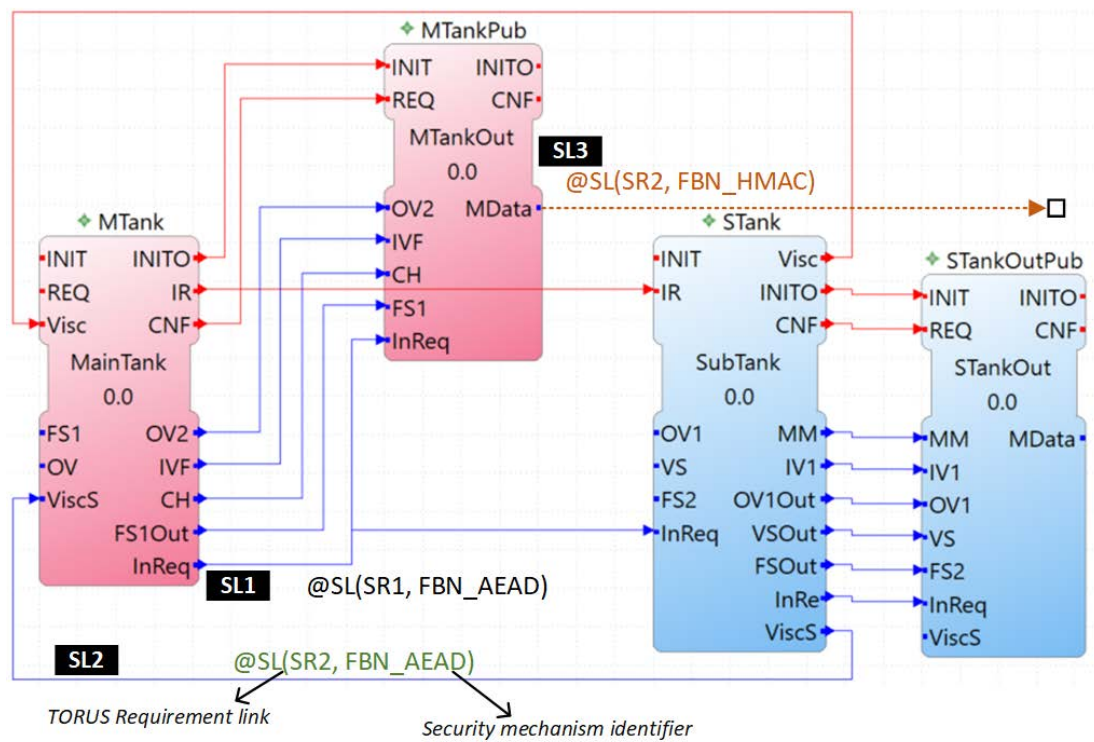 MTankPub
INIT INITO
REQ CNF
MTankOut
0.0
OV2 MData
IVF
CH
FS1
InReq
SL3
@SL(SR2, FBN_HMAC)
MTank
INIT INITO
REQ IR
Visc CNF
MainTank
0.0
FS1 OV2
OV IVF
ViscS CH
FS1Out
InReq
STank
INIT Visc
IR INITO
CNF
SubTank
0.0
OV1 MM
VS IV1
FS2 OV1Out
InReq VSOut
FSOut
InRe
ViscS
STankOutPub
INIT INITO
REQ CNF
STankOut
0.0
MM MData
IV1
OV1
VS
FS2
InReq
ViscS
SL1 @SL(SR1, FBN_AEAD)
SL2 @SL(SR2, FBN_AEAD)
TORUS Requirement link
Security mechanism identifier